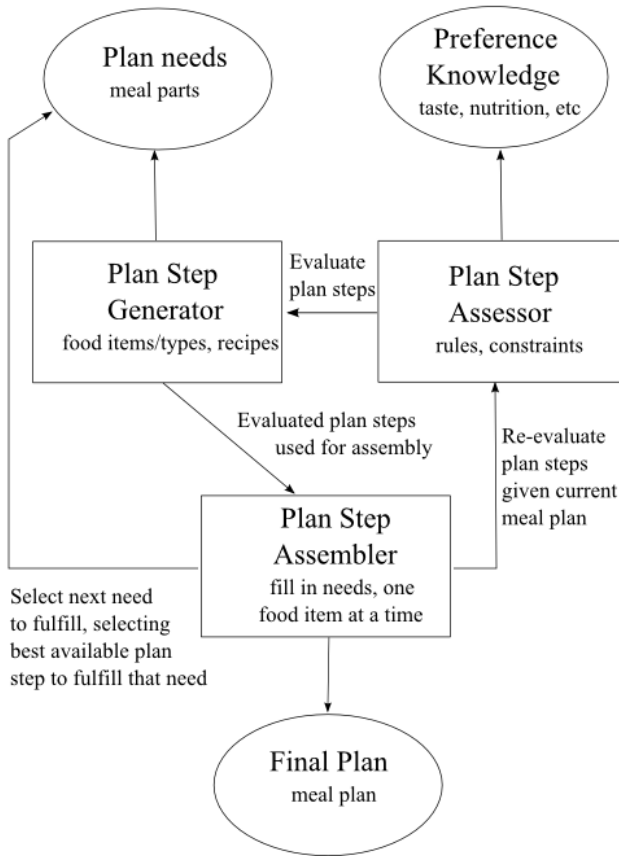 Plan needs
meal parts
Preference
Knowledge
taste, nutrition, etc
Plan Step
Generator
food items/types, recipes
Evaluate
plan steps
Plan Step
Assessor
rules, constraints
Evaluated plan steps
used for assembly
Re-evaluate
plan steps
given current
meal plan
Plan Step
Assembler
fill in needs, one
food item at a time
Select next need
to fulfill, selecting
best available plan
step to fulfill that need
Final Plan
meal plan